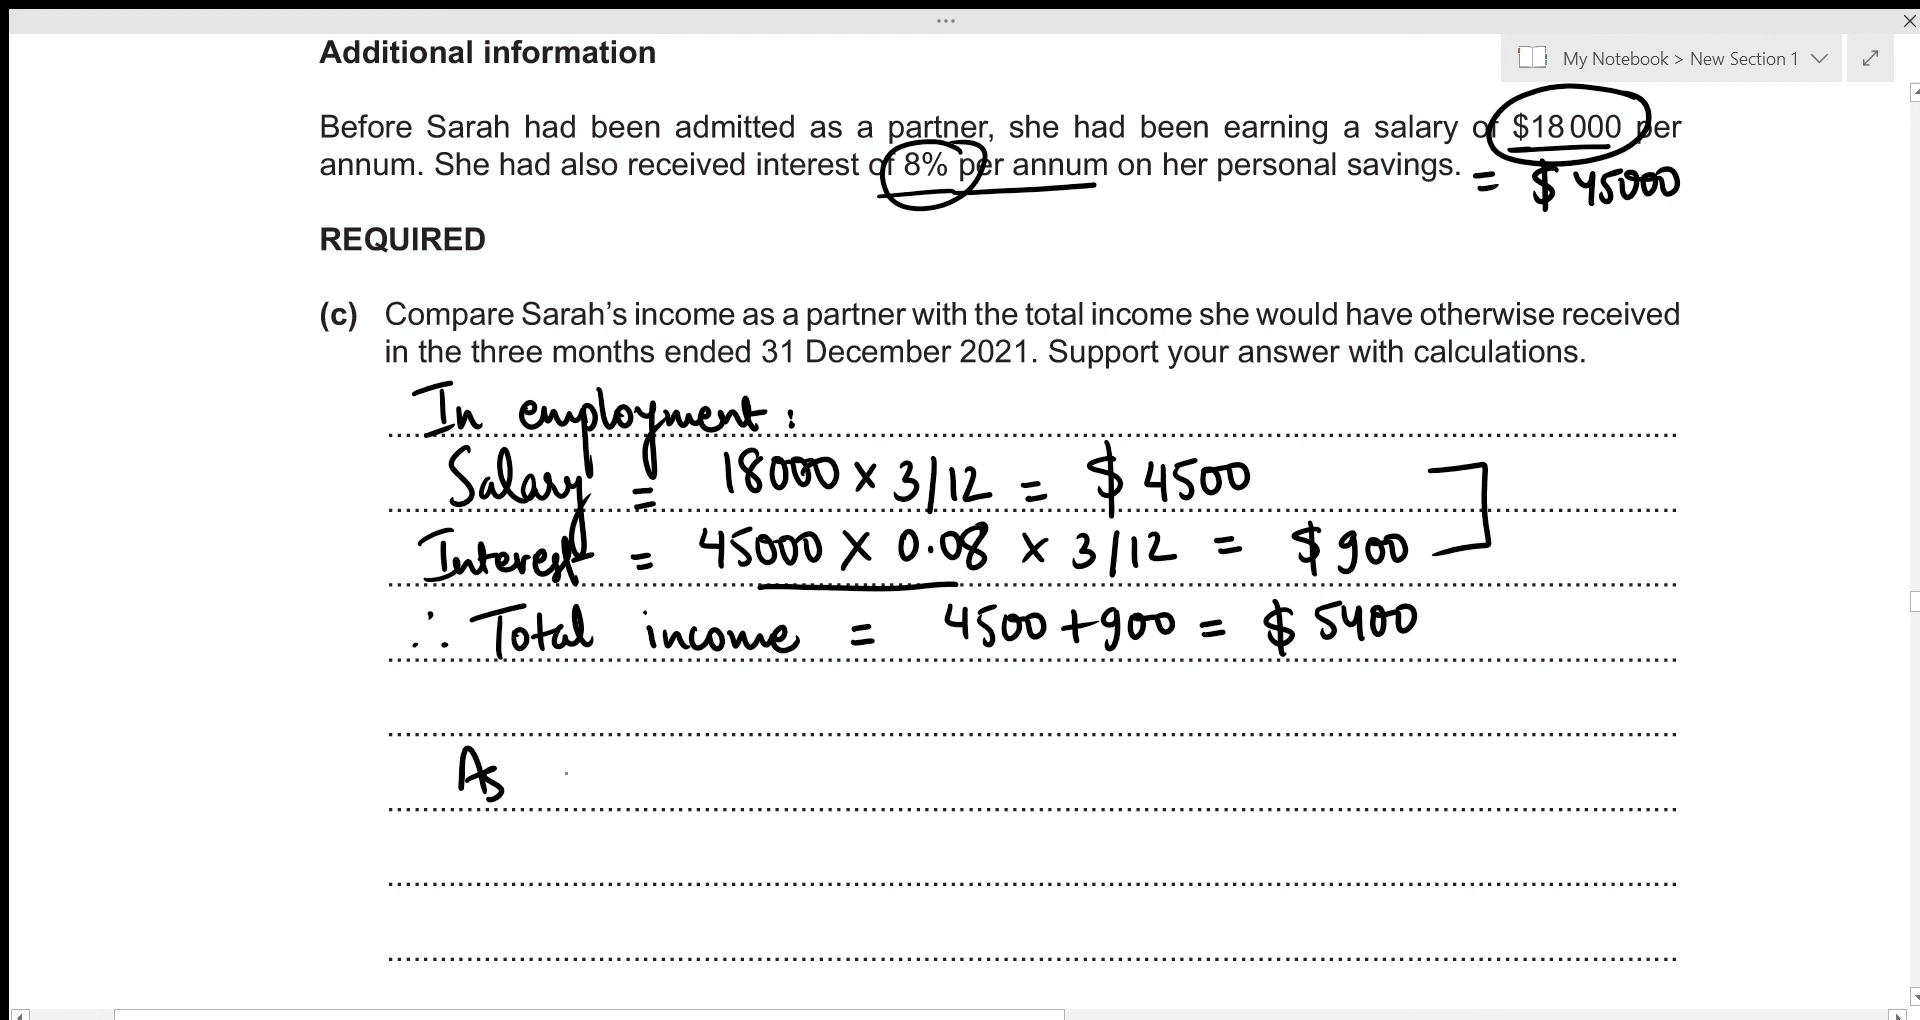 Additional information
My Notebook > New Section 1
Before Sarah had been admitted as a partner, she had been earning a salary of $18 000 per
annum. She had also received interest of 8% per annum on her personal savings. = $ 45000
REQUIRED
(c) Compare Sarah's income as a partner with the total income she would have otherwise received
in the three months ended 31 December 2021. Support your answer with calculations.
In employment :
Salary = 18000 × 3/12 = $ 4500
Interest = 45000 × 0.08 × 3/12 = $ 900
∴ Total income = 4500 + 900 = $ 5400
As